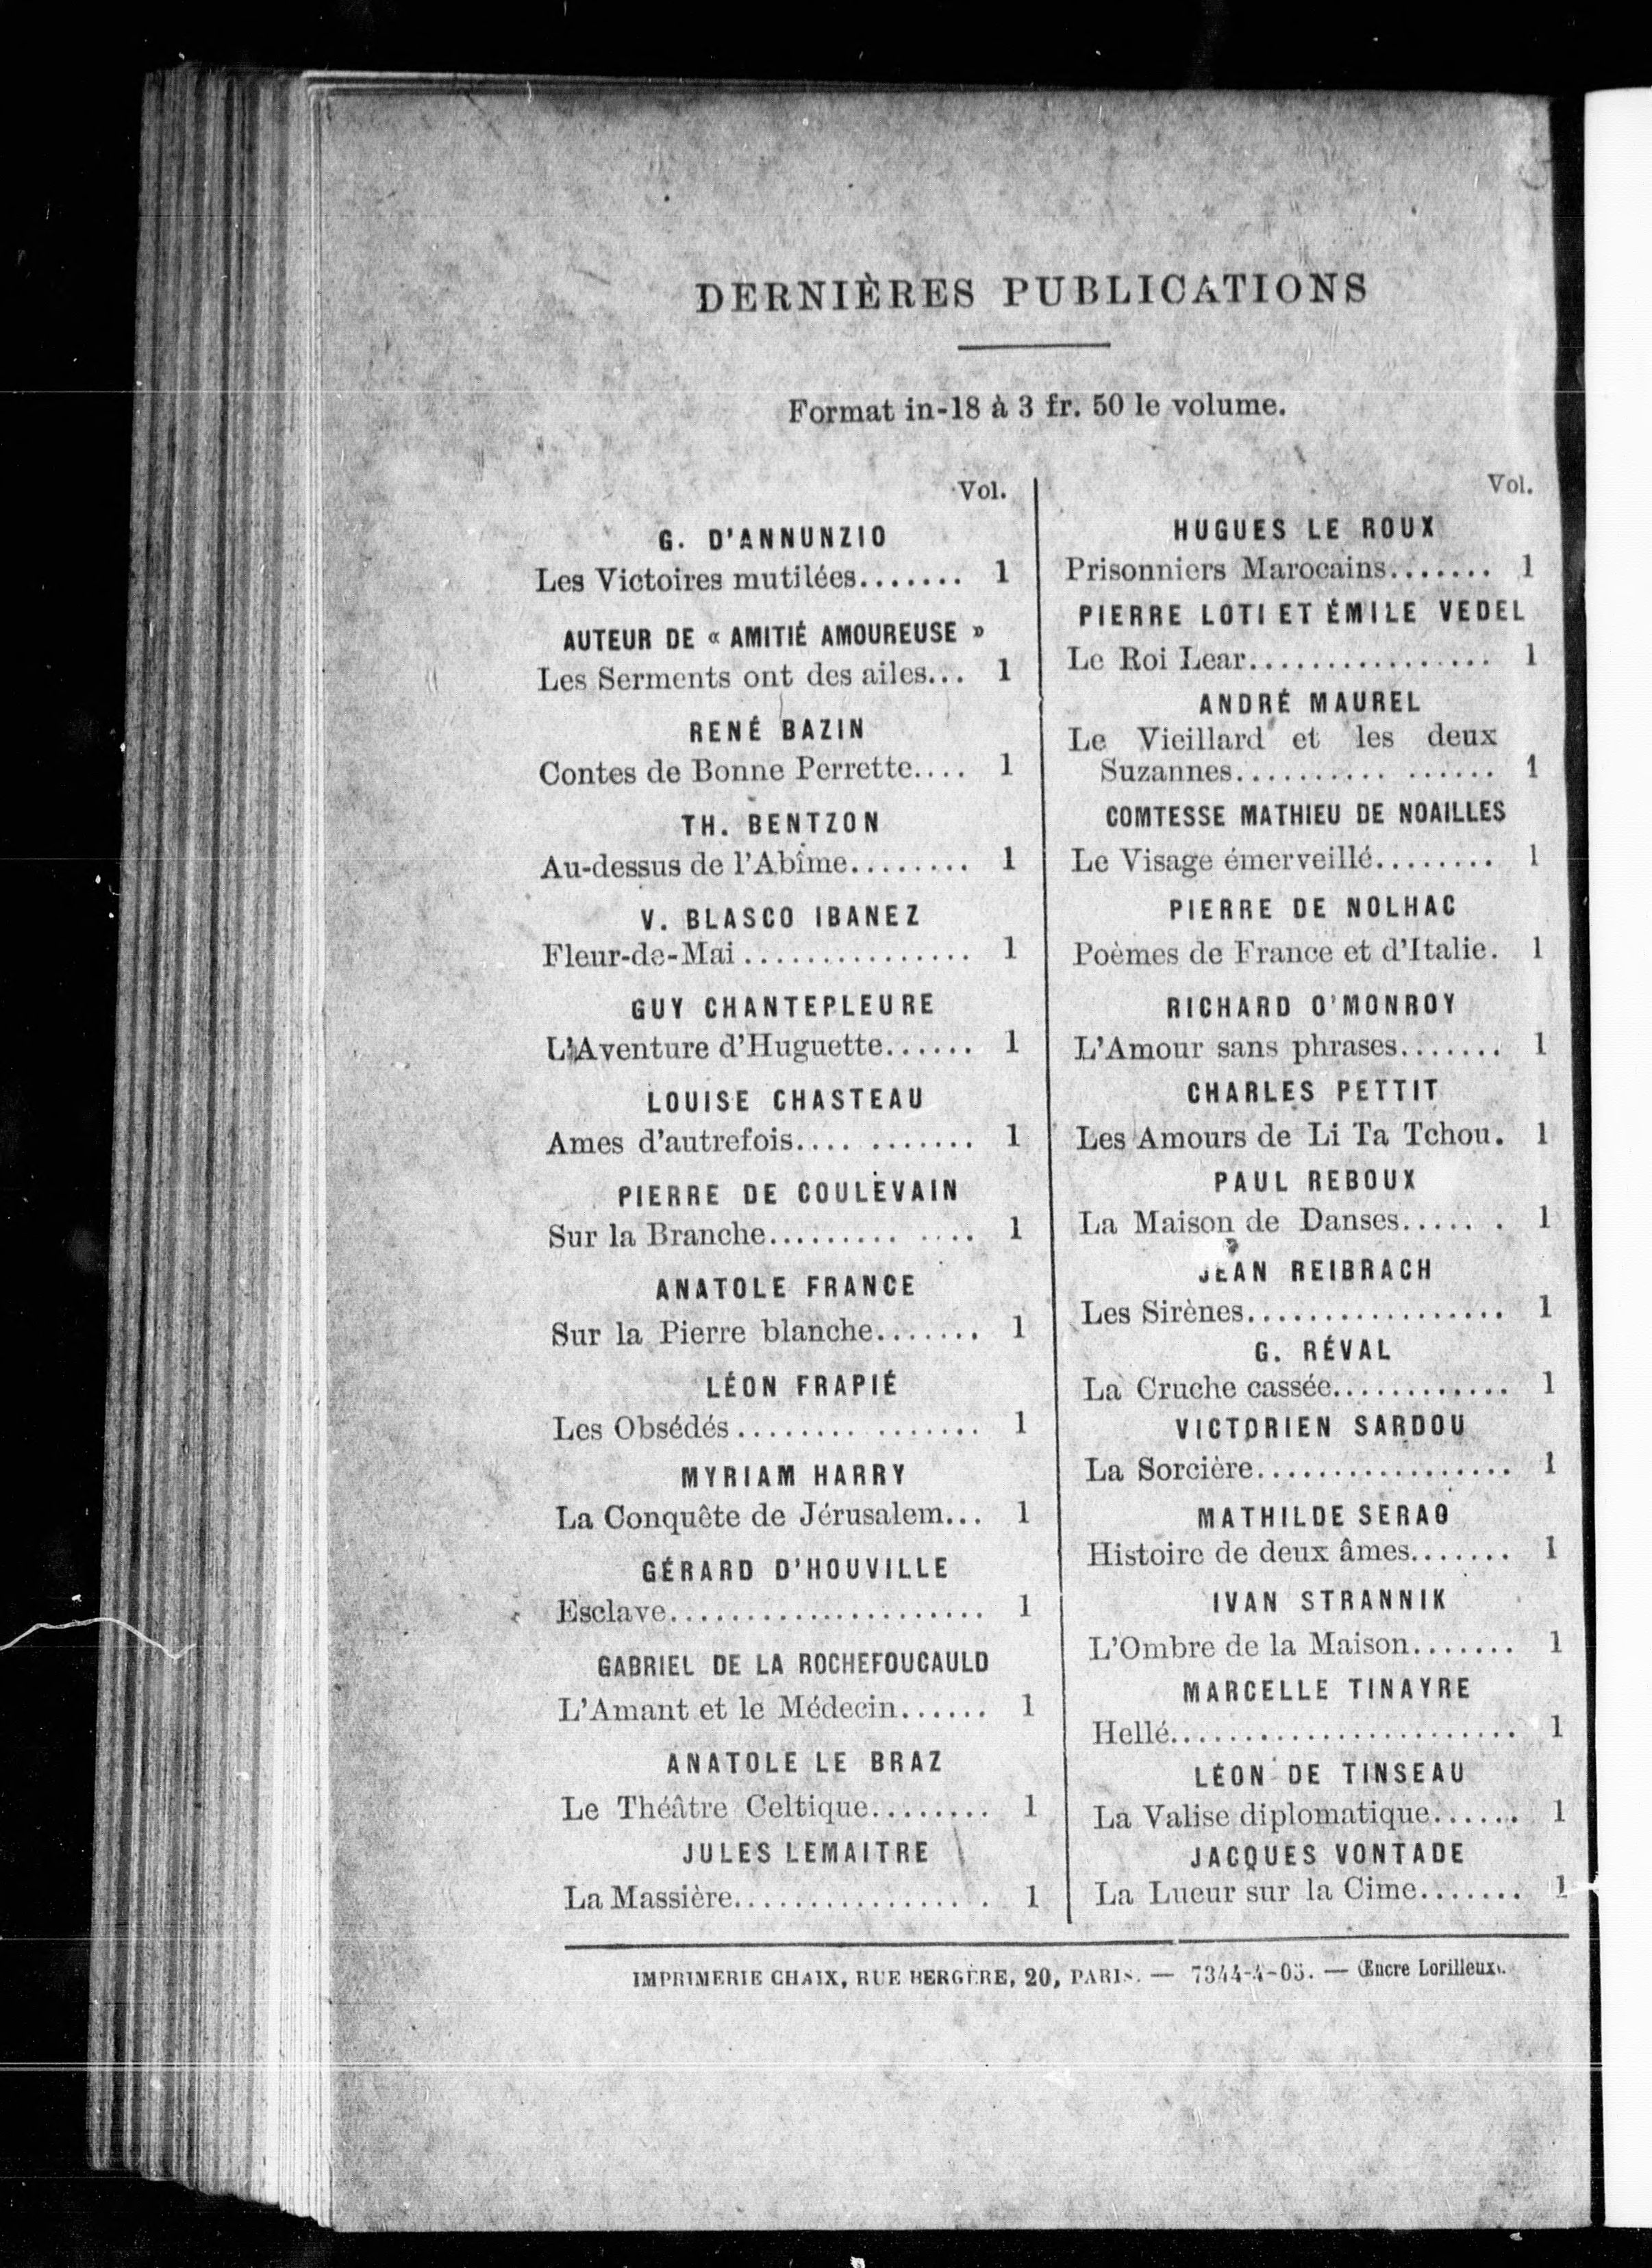 DERNIÈRES PUBLICATIONS
Format in-18 à 3 fr. 50 le volume.
Vol.
G. D'ANNUNZIO
Les Victoires mutilées....... 1
AUTEUR DE « AMITIÉ AMOUREUSE »
Les Serments ont des ailes... 1
RENÉ BAZIN
Contes de Bonne Perrette.... 1
TH. BENTZON
Au-dessus de l'Abîme........ 1
V. BLASCO IBANEZ
Fleur-de-Mai............... 1
GUY CHANTEPLEURE
L'Aventure d'Huguette...... 1
LOUISE CHASTEAU
Ames d'autrefois............ 1
PIERRE DE COULEVAIN
Sur la Branche............. 1
ANATOLE FRANCE
Sur la Pierre blanche....... 1
LÉON FRAPIÉ
Les Obsédés............... 1
MYRIAM HARRY
La Conquête de Jérusalem... 1
GÉRARD D'HOUVILLE
Esclave..................... 1
GABRIEL DE LA ROCHEFOUCAULD
L'Amant et le Médecin...... 1
ANATOLE LE BRAZ
Le Théâtre Celtique........ 1
JULES LEMAITRE
La Massière................. 1
Vol.
HUGUES LE ROUX
Prisonniers Marocains....... 1
PIERRE LOTI ET ÉMILE VEDEL
Le Roi Lear................ 1
ANDRÉ MAUREL
Le Vieillard et les deux
Suzannes................ 1
COMTESSE MATHIEU DE NOAILLES
Le Visage émerveillé........ 1
PIERRE DE NOLHAC
Poèmes de France et d'Italie. 1
RICHARD O'MONROY
L'Amour sans phrases....... 1
CHARLES PETTIT
Les Amours de Li Ta Tchou. 1
PAUL REBOUX
La Maison de Danses...... 1
JEAN REIBRACH
Les Sirènes................. 1
G. RÉVAL
La Cruche cassée............ 1
VICTORIEN SARDOU
La Sorcière................. 1
MATHILDE SERAO
Histoire de deux âmes....... 1
IVAN STRANNIK
L'Ombre de la Maison....... 1
MARCELLE TINAYRE
Hellé....................... 1
LÉON DE TINSEAU
La Valise diplomatique...... 1
JACQUES VONTADE
La Lueur sur la Cime....... 1
IMPRIMERIE CHAIX, RUE BERGÈRE, 20, PARIS. — 7344-4-05. — (Encre Lorilleux).